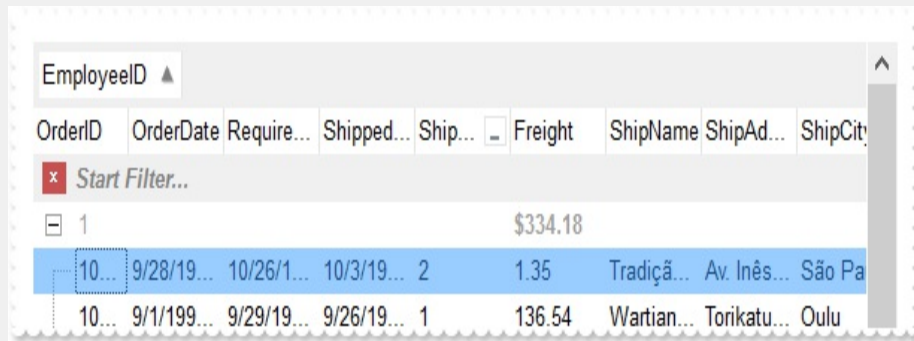 EmployeeID
OrderID OrderDate Require... Shipped... Ship... Freight ShipName ShipAd... ShipCity
x Start Filter...
1 $334.18
10... 9/28/19... 10/26/1... 10/3/19... 2 1.35 Tradiçã... Av. Inês... São Pa
10... 9/1/199... 9/29/19... 9/26/19... 1 136.54 Wartian... Torikatu... Oulu